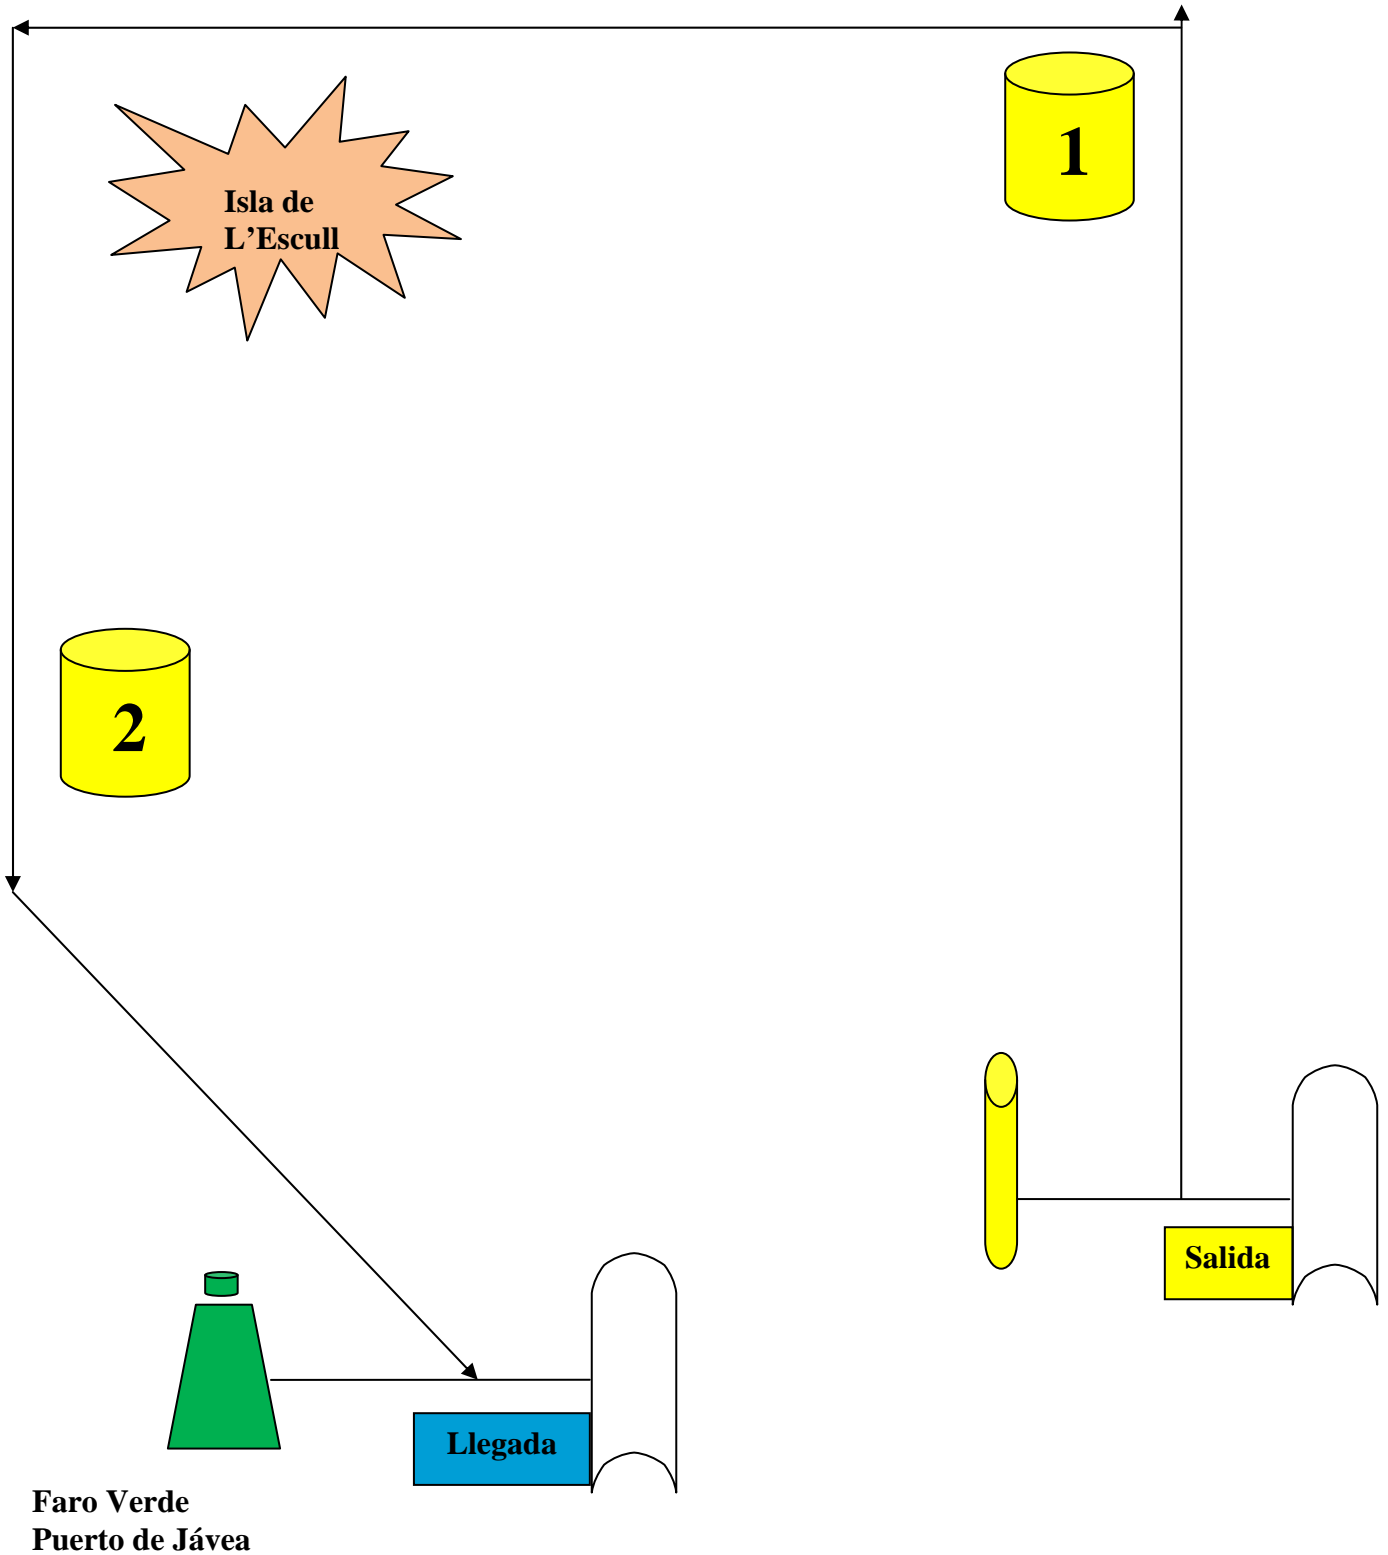 1
Isla de
L’Escull
2
Salida
Llegada
Faro Verde
Puerto de Jávea